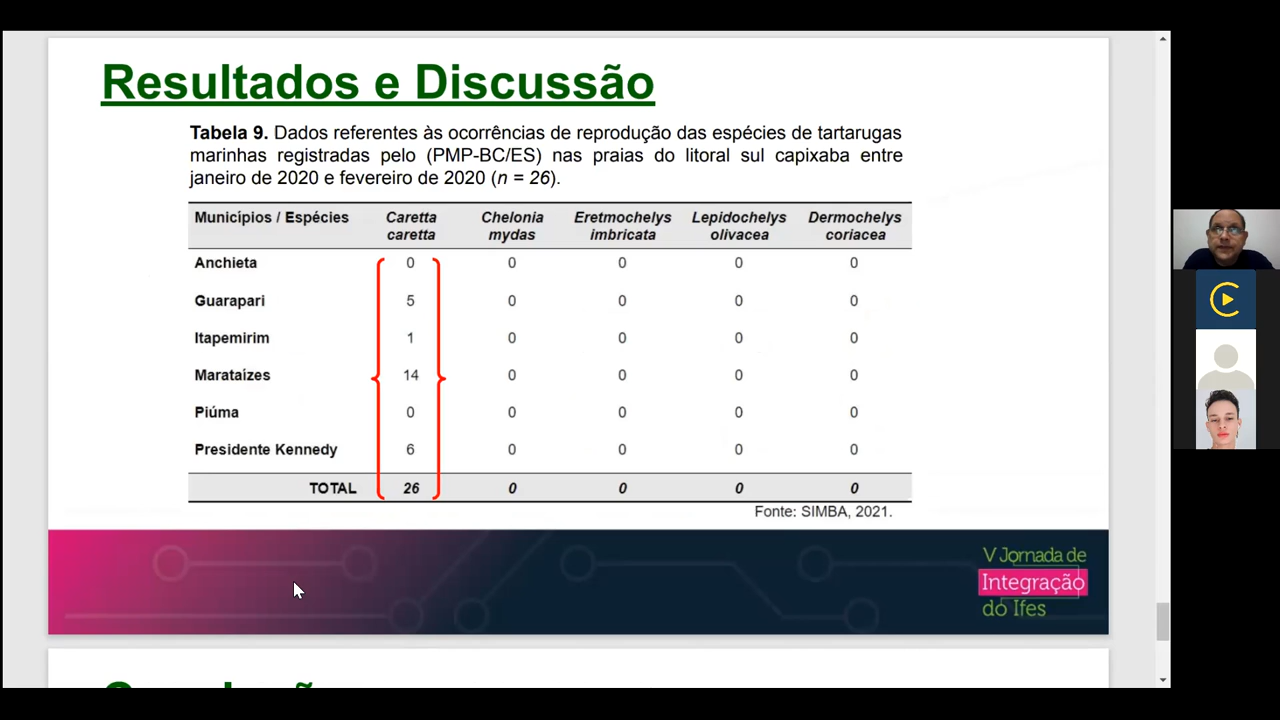 Resultados e Discussão
Tabela 9. Dados referentes às ocorrências de reprodução das espécies de tartarugas
marinhas registradas pelo (PMP-BC/ES) nas praias do litoral sul capixaba entre
janeiro de 2020 e fevereiro de 2020 (n = 26).
Municípios / Espécies Caretta caretta Chelonia mydas Eretmochelys imbricata Lepidochelys olivacea Dermochelys coriacea
Anchieta 0 0 0 0 0
Guarapari 5 0 0 0 0
Itapemirim 1 0 0 0 0
Marataízes 14 0 0 0 0
Piúma 0 0 0 0 0
Presidente Kennedy 6 0 0 0 0
TOTAL 26 0 0 0 0
Fonte: SIMBA, 2021.
V Jornada de
Integração
do Ifes